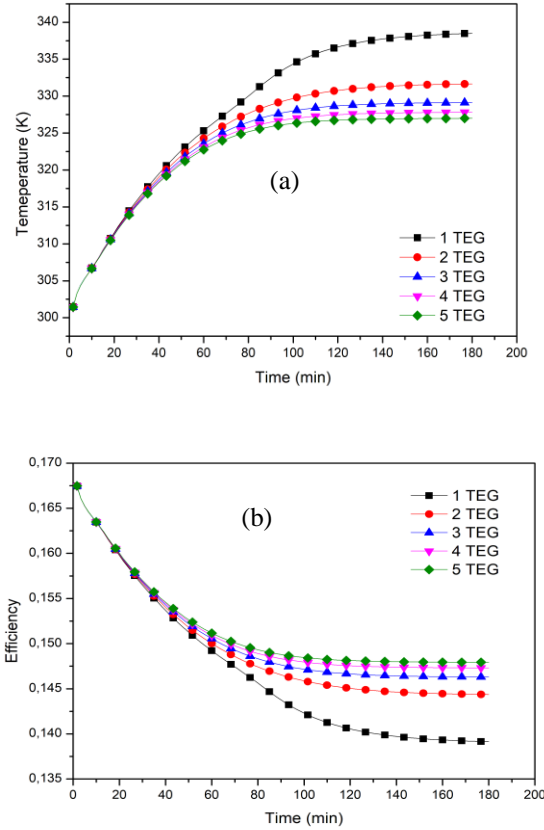 340
335
330
325
320
315
310
305
300
Temeperature (K)
(a)
1 TEG
2 TEG
3 TEG
4 TEG
5 TEG
0 20 40 60 80 100 120 140 160 180 200
Time (min)
0,170
0,165
0,160
0,155
0,150
0,145
0,140
0,135
Efficiency
(b)
1 TEG
2 TEG
3 TEG
4 TEG
5 TEG
0 20 40 60 80 100 120 140 160 180 200
Time (min)